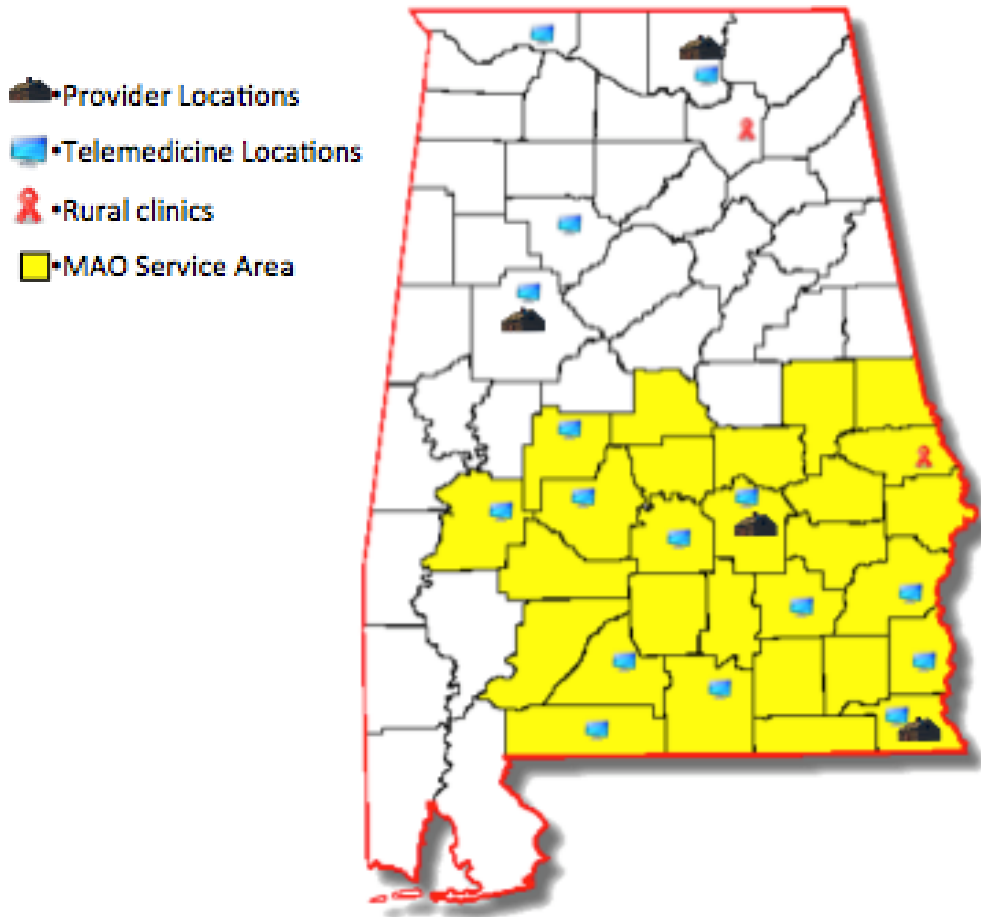 •Provider Locations
•Telemedicine Locations
•Rural clinics
•MAO Service Area